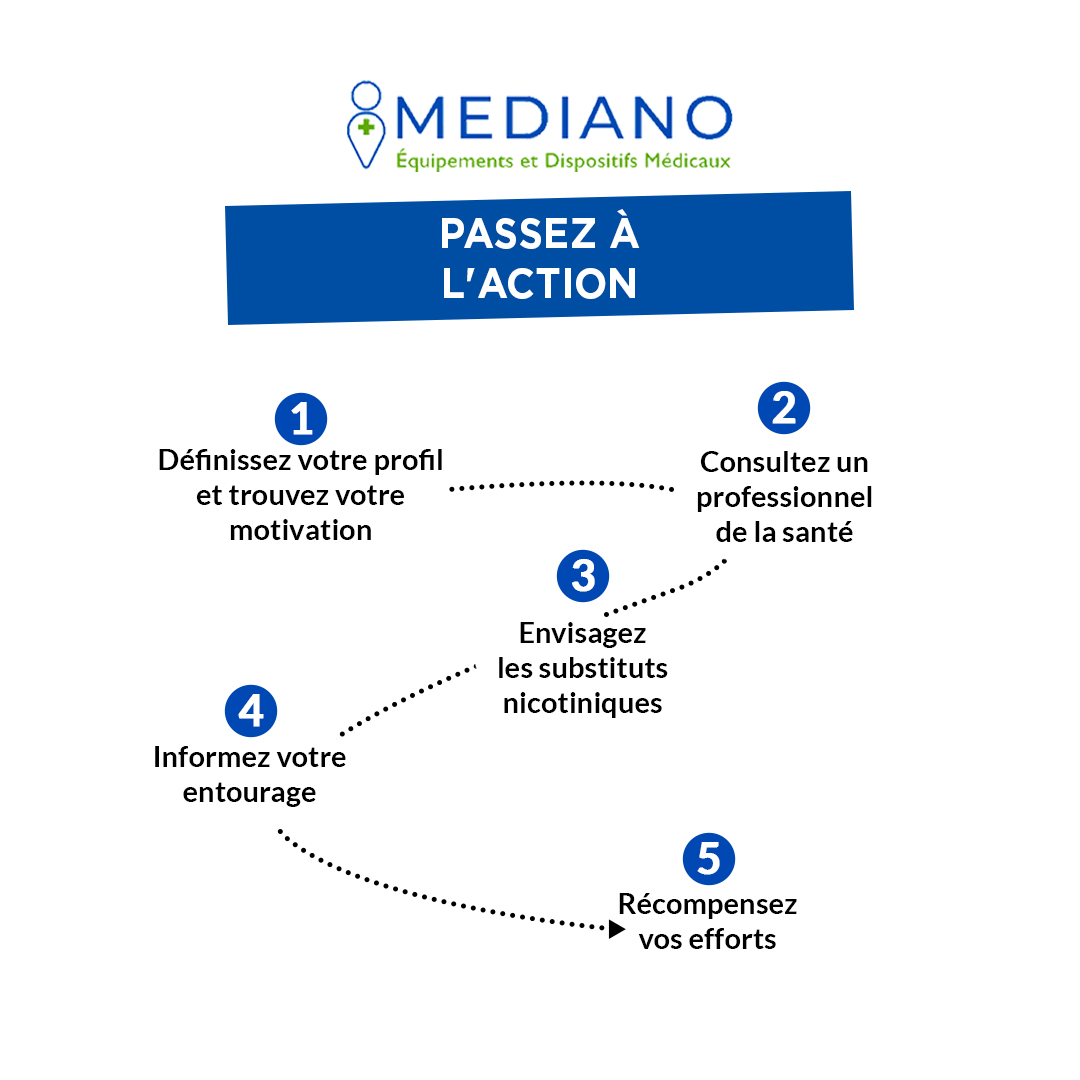 MEDIANO
Équipements et Dispositifs Médicaux
PASSEZ À
L'ACTION
1
Définissez votre profil
et trouvez votre
motivation
2
Consultez un
professionnel
de la santé
3
Envisagez
les substituts
nicotiniques
4
Informez votre
entourage
5
Récompensez
vos efforts